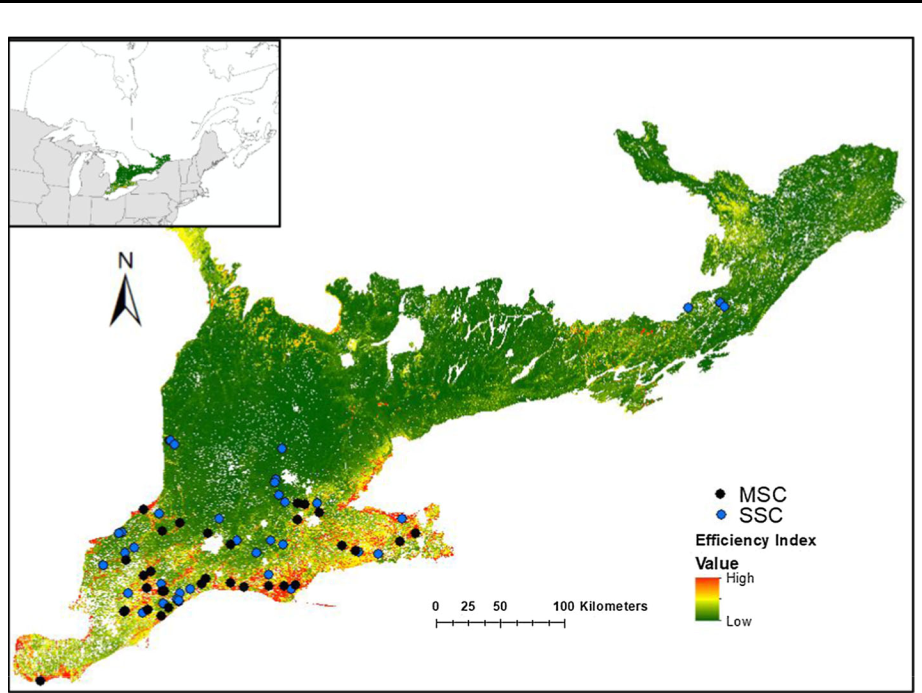 N
MSC
SSC
Efficiency Index
Value
High
Low
0 25 50 100 Kilometers